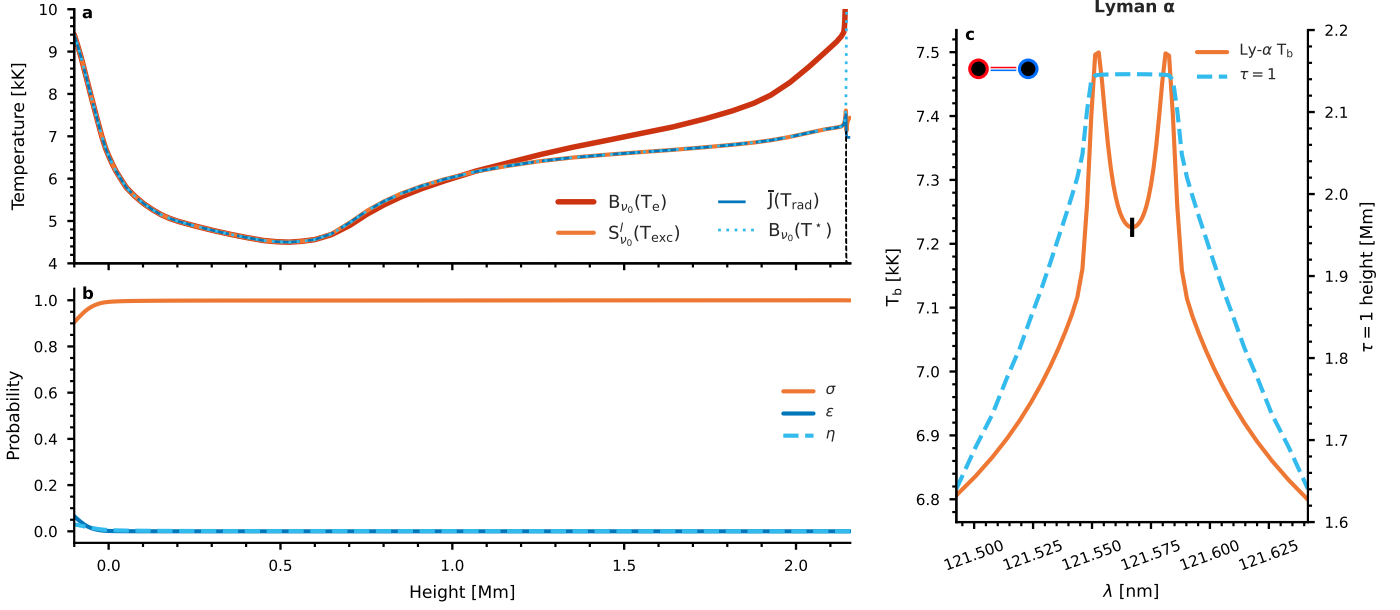 a
10
9
8
7
6
5
4
Temperature [kK]
B_ν₀(T_e)
S^l_ν₀(T_exc)
J̄(T_rad)
B_ν₀(T⋆)
b
1.0
0.8
0.6
0.4
0.2
0.0
Probability
σ
ε
η
0.0 0.5 1.0 1.5 2.0
Height [Mm]
Lyman α
c
Ly-α T_b
τ = 1
7.5
7.4
7.3
7.2
7.1
7.0
6.9
6.8
T_b [kK]
2.2
2.1
2.0
1.9
1.8
1.7
1.6
τ = 1 height [Mm]
121.500 121.525 121.550 121.575 121.600 121.625
λ [nm]